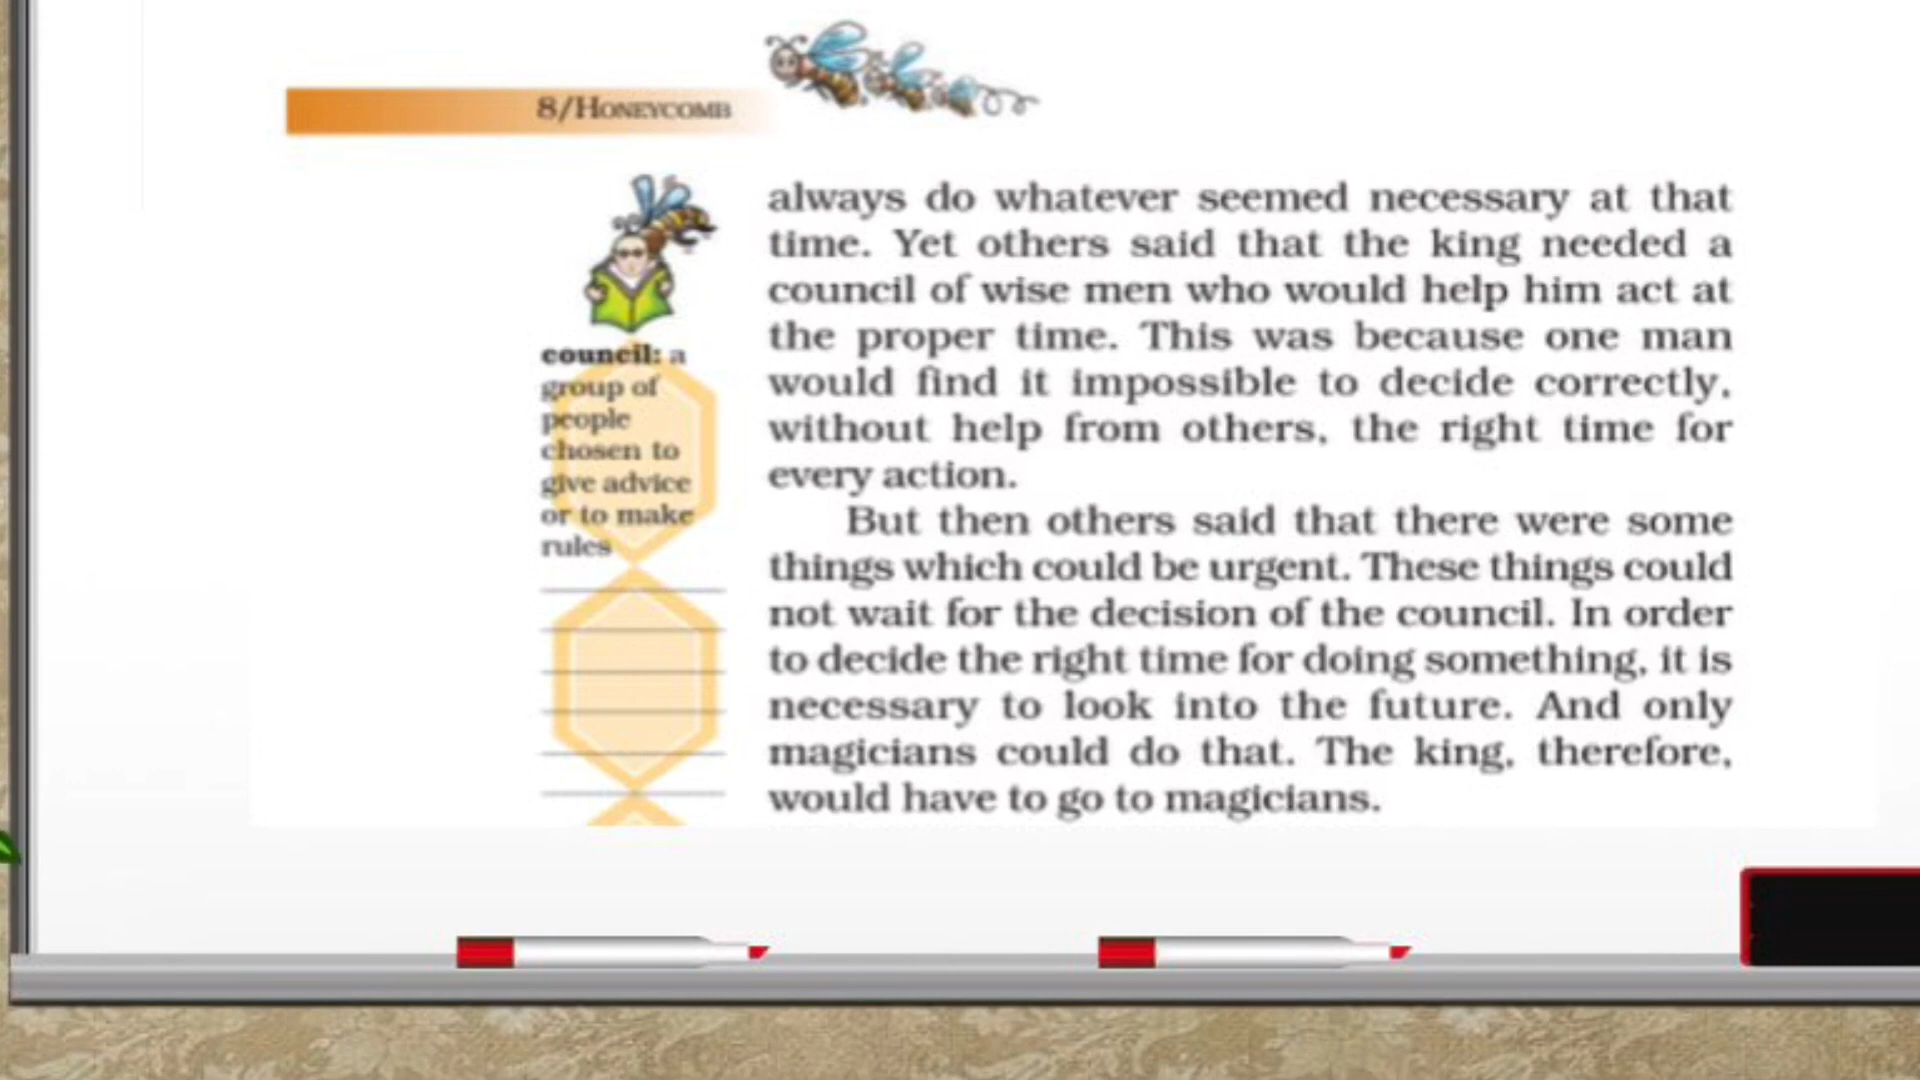 8/HONEYCOMB
council: a
group of
people
chosen to
give advice
or to make
rules
always do whatever seemed necessary at that
time. Yet others said that the king needed a
council of wise men who would help him act at
the proper time. This was because one man
would find it impossible to decide correctly,
without help from others, the right time for
every action.
But then others said that there were some
things which could be urgent. These things could
not wait for the decision of the council. In order
to decide the right time for doing something, it is
necessary to look into the future. And only
magicians could do that. The king, therefore,
would have to go to magicians.